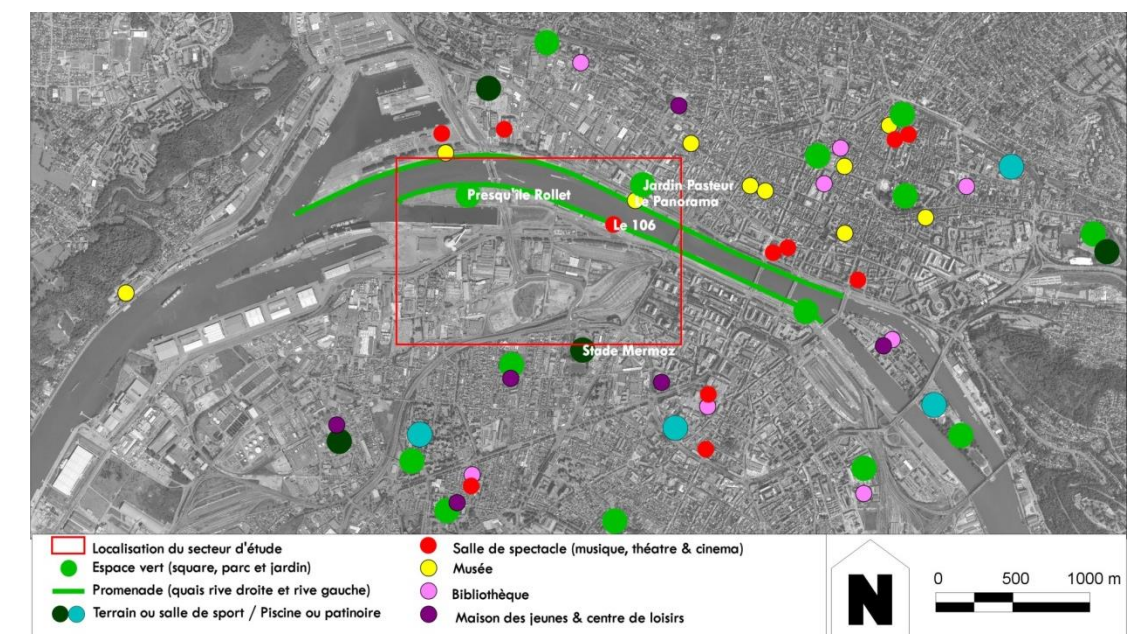 Jardin Pasteur
Presqu'île Rollet
Le Panorama
Le 106
Stade Mermoz
Localisation du secteur d'étude
Espace vert (square, parc et jardin)
Promenade (quais rive droite et rive gauche)
Terrain ou salle de sport / Piscine ou patinoire
Salle de spectacle (musique, théatre & cinema)
Musée
Bibliothèque
Maison des jeunes & centre de loisirs
N
0 500 1000 m